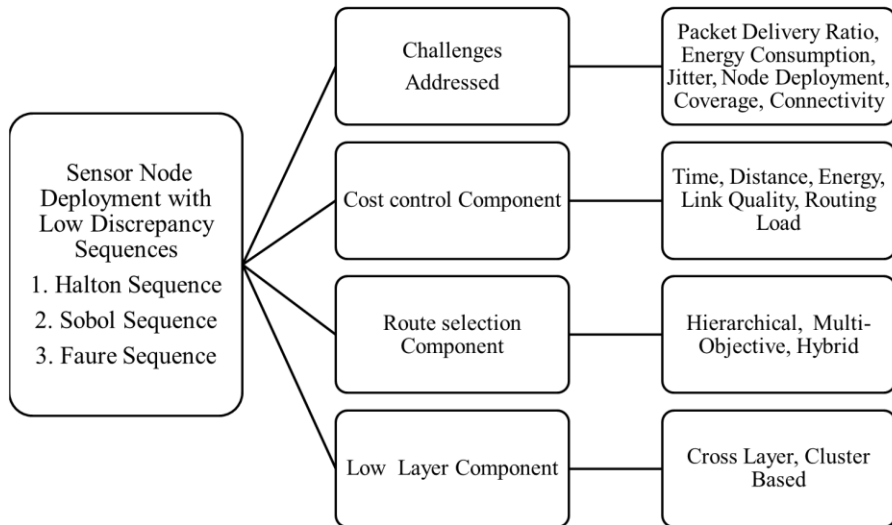 Sensor Node
Deployment with
Low Discrepancy
Sequences
1. Halton Sequence
2. Sobol Sequence
3. Faure Sequence
Challenges
Addressed
Packet Delivery Ratio,
Energy Consumption,
Jitter, Node Deployment,
Coverage, Connectivity
Cost control Component
Time, Distance, Energy,
Link Quality, Routing
Load
Route selection
Component
Hierarchical, Multi-
Objective, Hybrid
Low Layer Component
Cross Layer, Cluster
Based